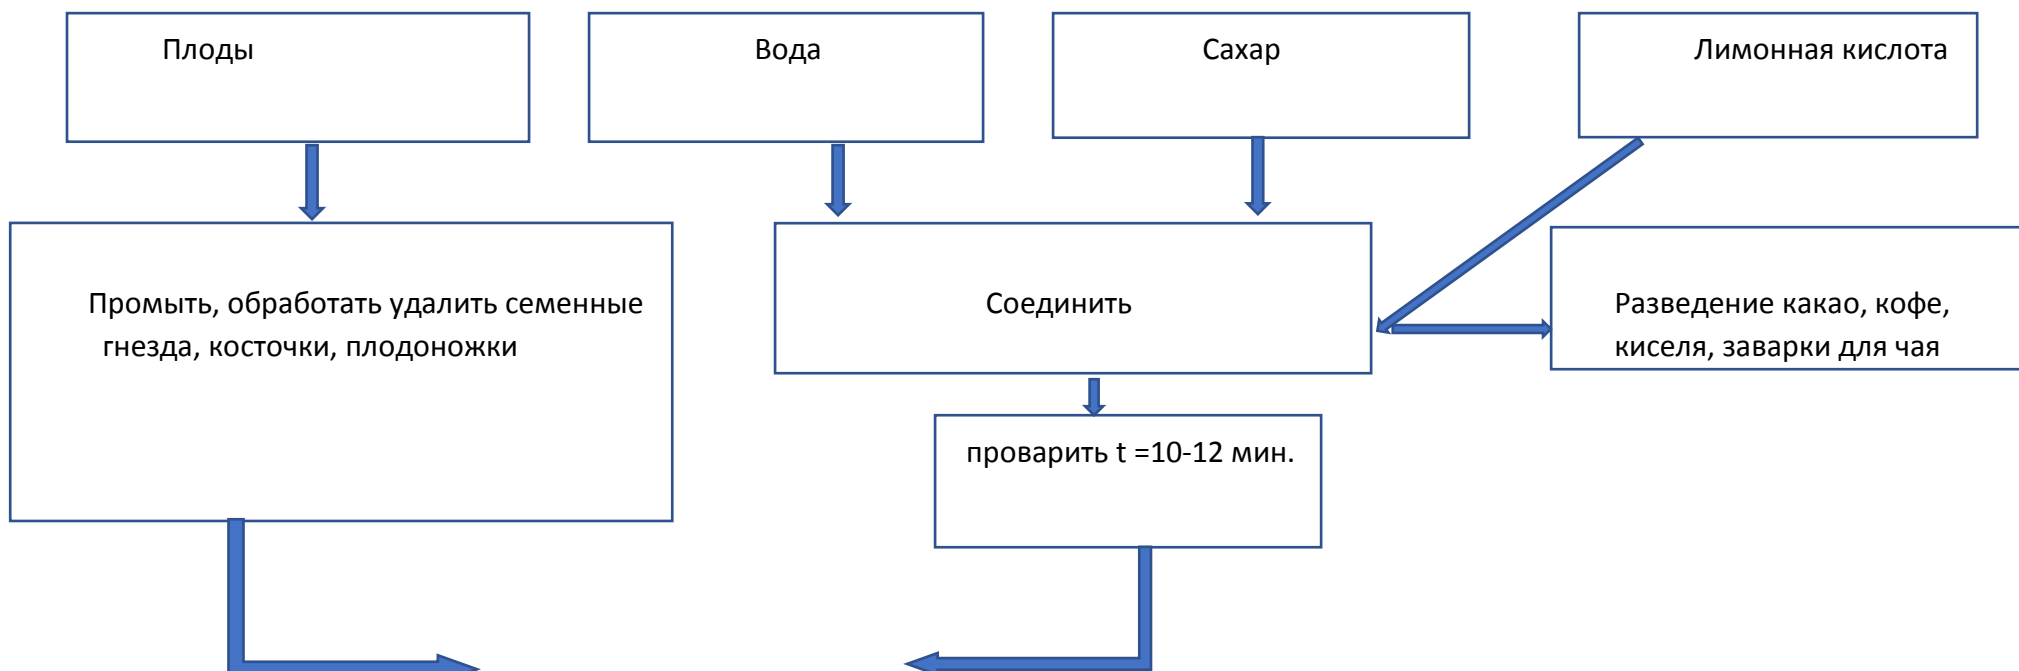 Плоды
Вода
Сахар
Лимонная кислота
Промыть, обработать удалить семенные
гнезда, косточки, плодоножки
Соединить
Разведение какао, кофе,
киселя, заварки для чая
проварить t =10-12 мин.